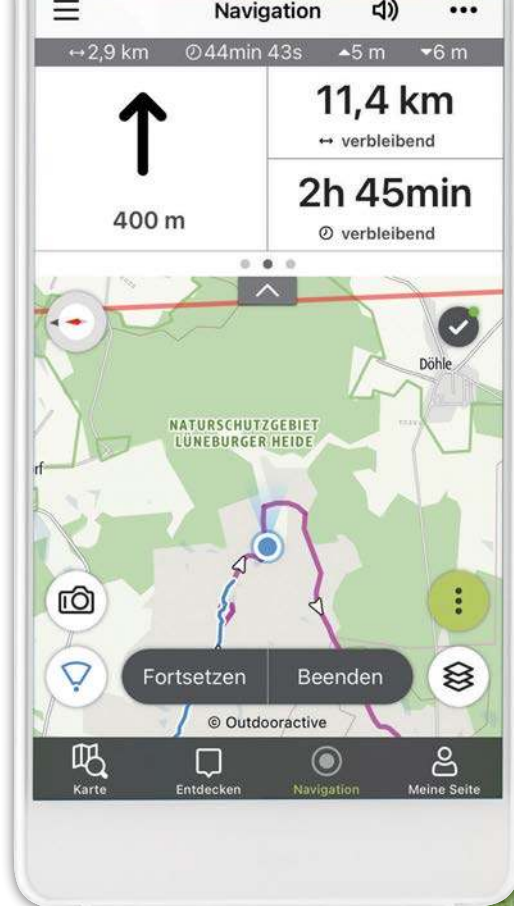 Navigation
2,9 km 44min 43s 5 m 6 m
400 m
11,4 km
verbleibend
2h 45min
verbleibend
Döhle
NATURSCHUTZGEBIET
LÜNEBURGER HEIDE
rf
Fortsetzen Beenden
© Outdooractive
Karte Entdecken Navigation Meine Seite